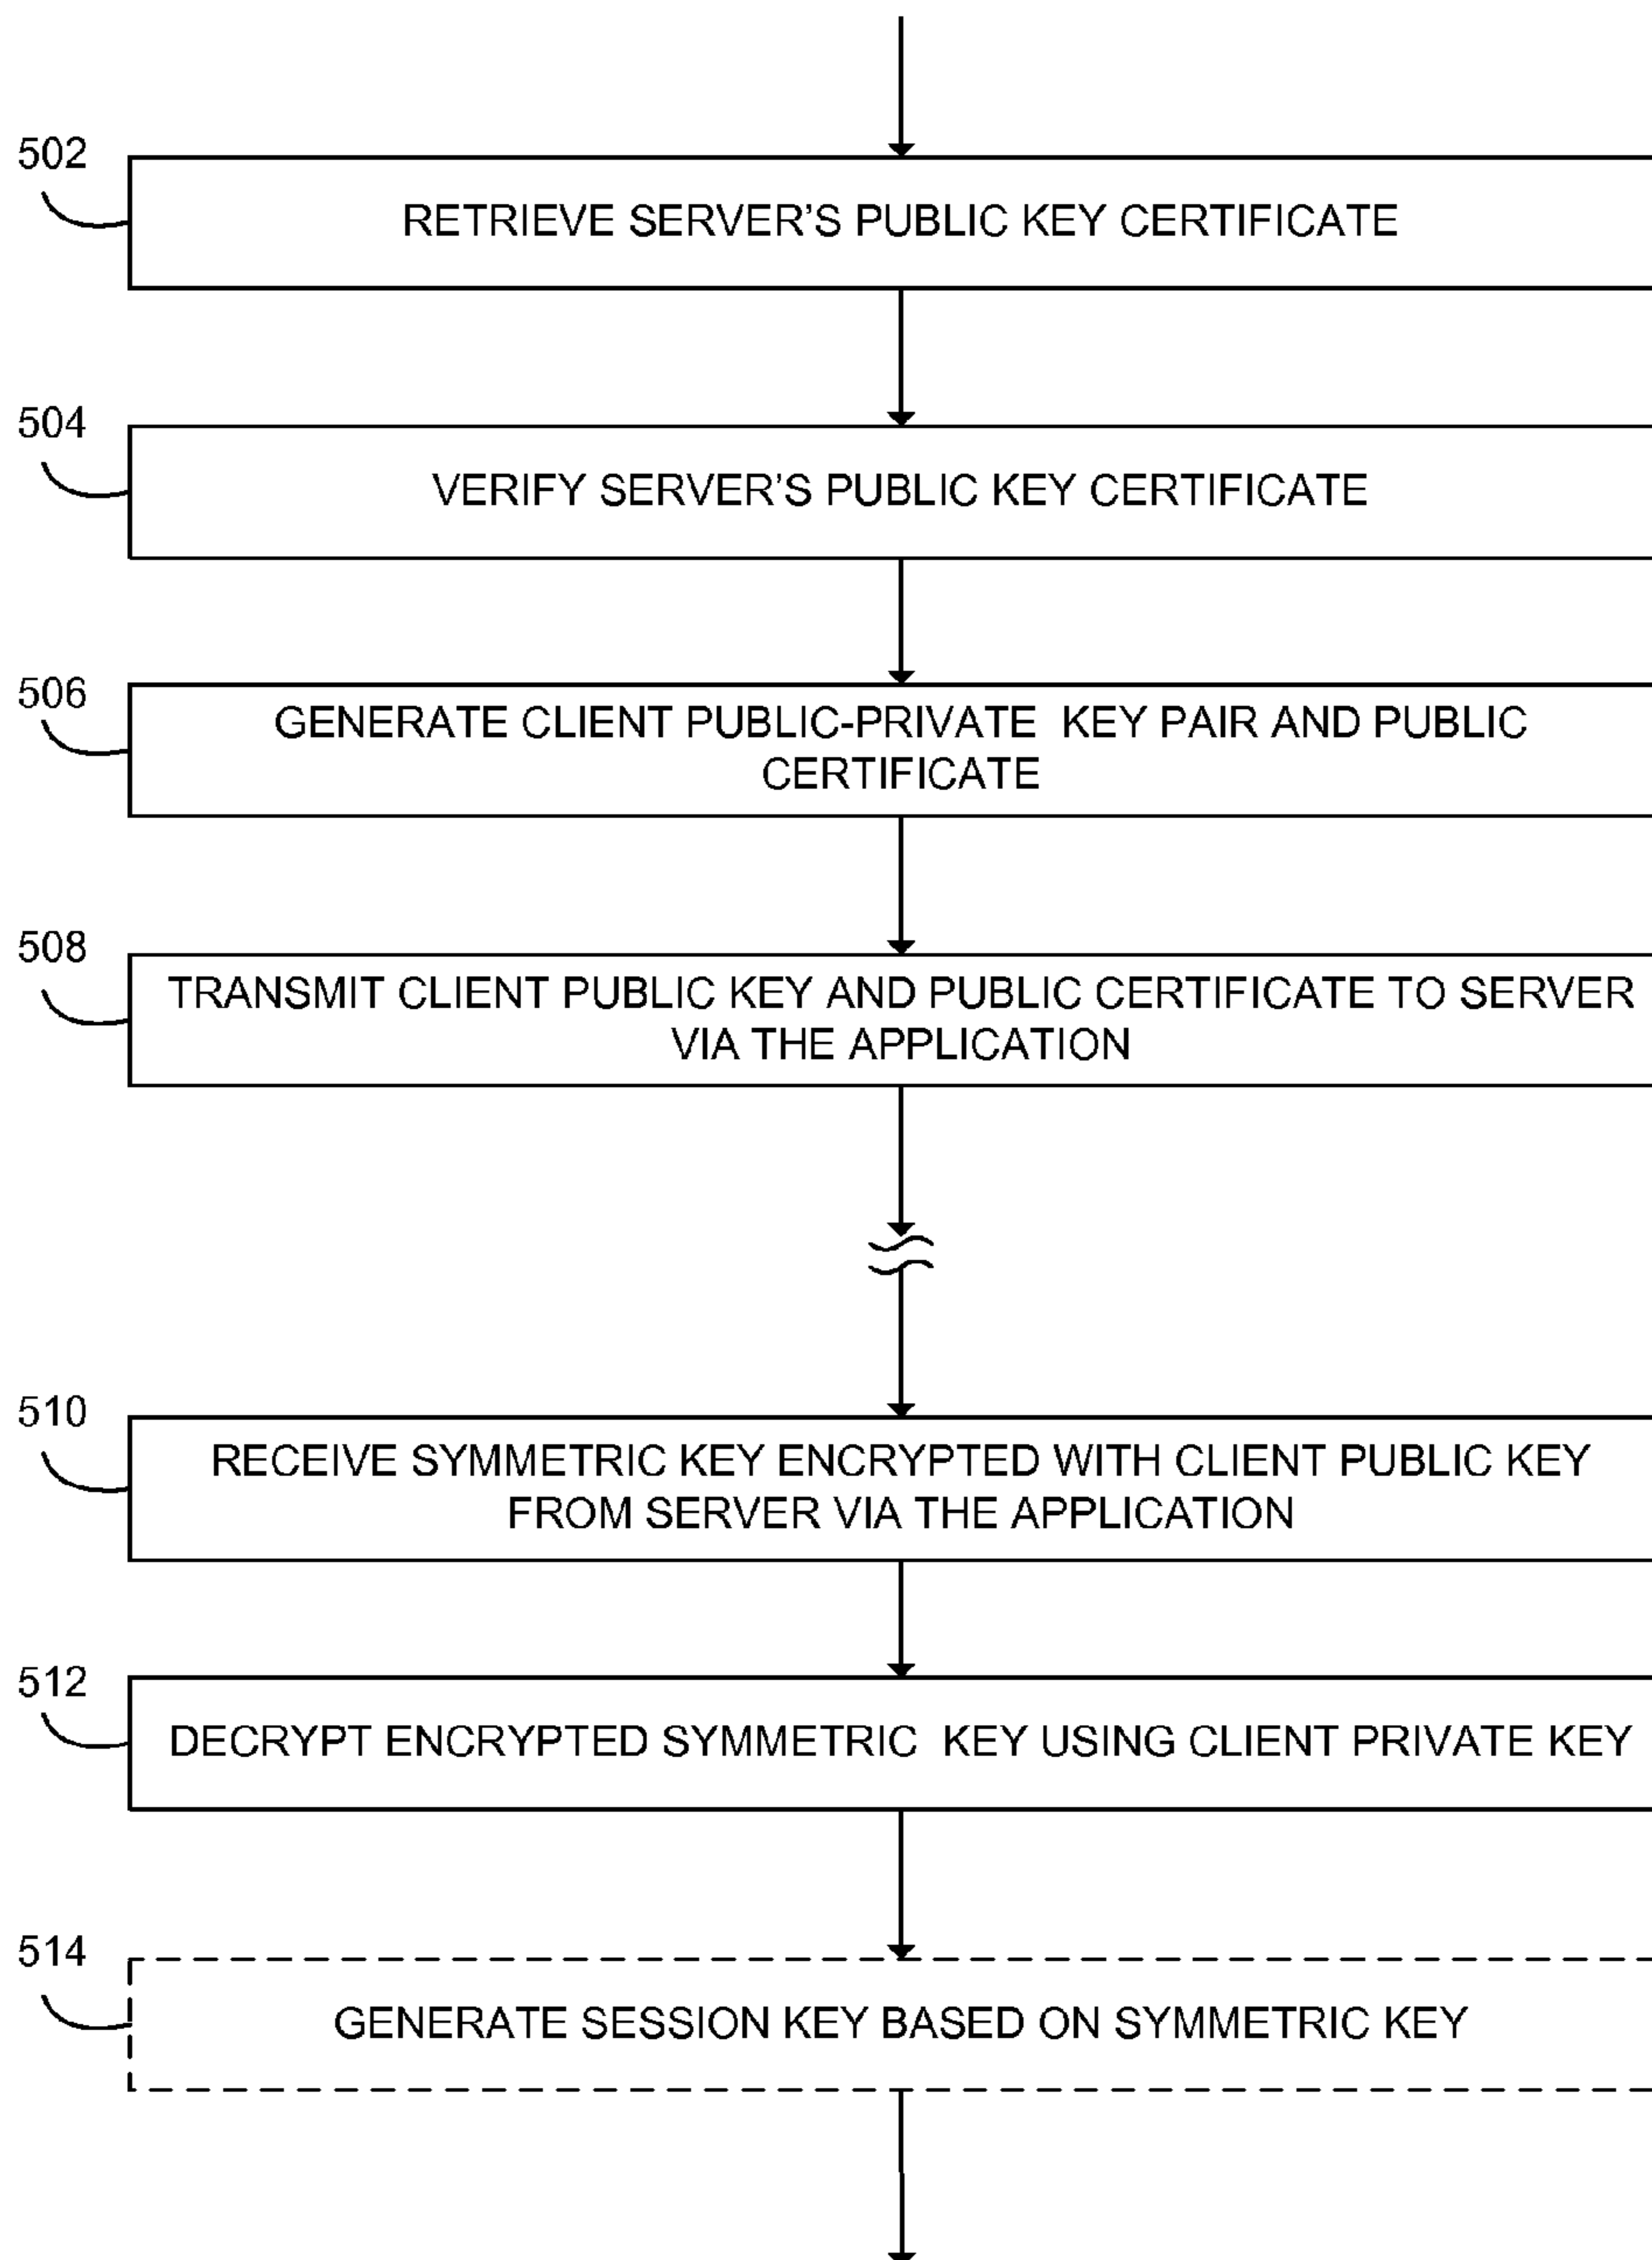 502
RETRIEVE SERVER'S PUBLIC KEY CERTIFICATE
504
VERIFY SERVER'S PUBLIC KEY CERTIFICATE
506
GENERATE CLIENT PUBLIC-PRIVATE KEY PAIR AND PUBLIC
CERTIFICATE
508
TRANSMIT CLIENT PUBLIC KEY AND PUBLIC CERTIFICATE TO SERVER
VIA THE APPLICATION
510
RECEIVE SYMMETRIC KEY ENCRYPTED WITH CLIENT PUBLIC KEY
FROM SERVER VIA THE APPLICATION
512
DECRYPT ENCRYPTED SYMMETRIC KEY USING CLIENT PRIVATE KEY
514
GENERATE SESSION KEY BASED ON SYMMETRIC KEY